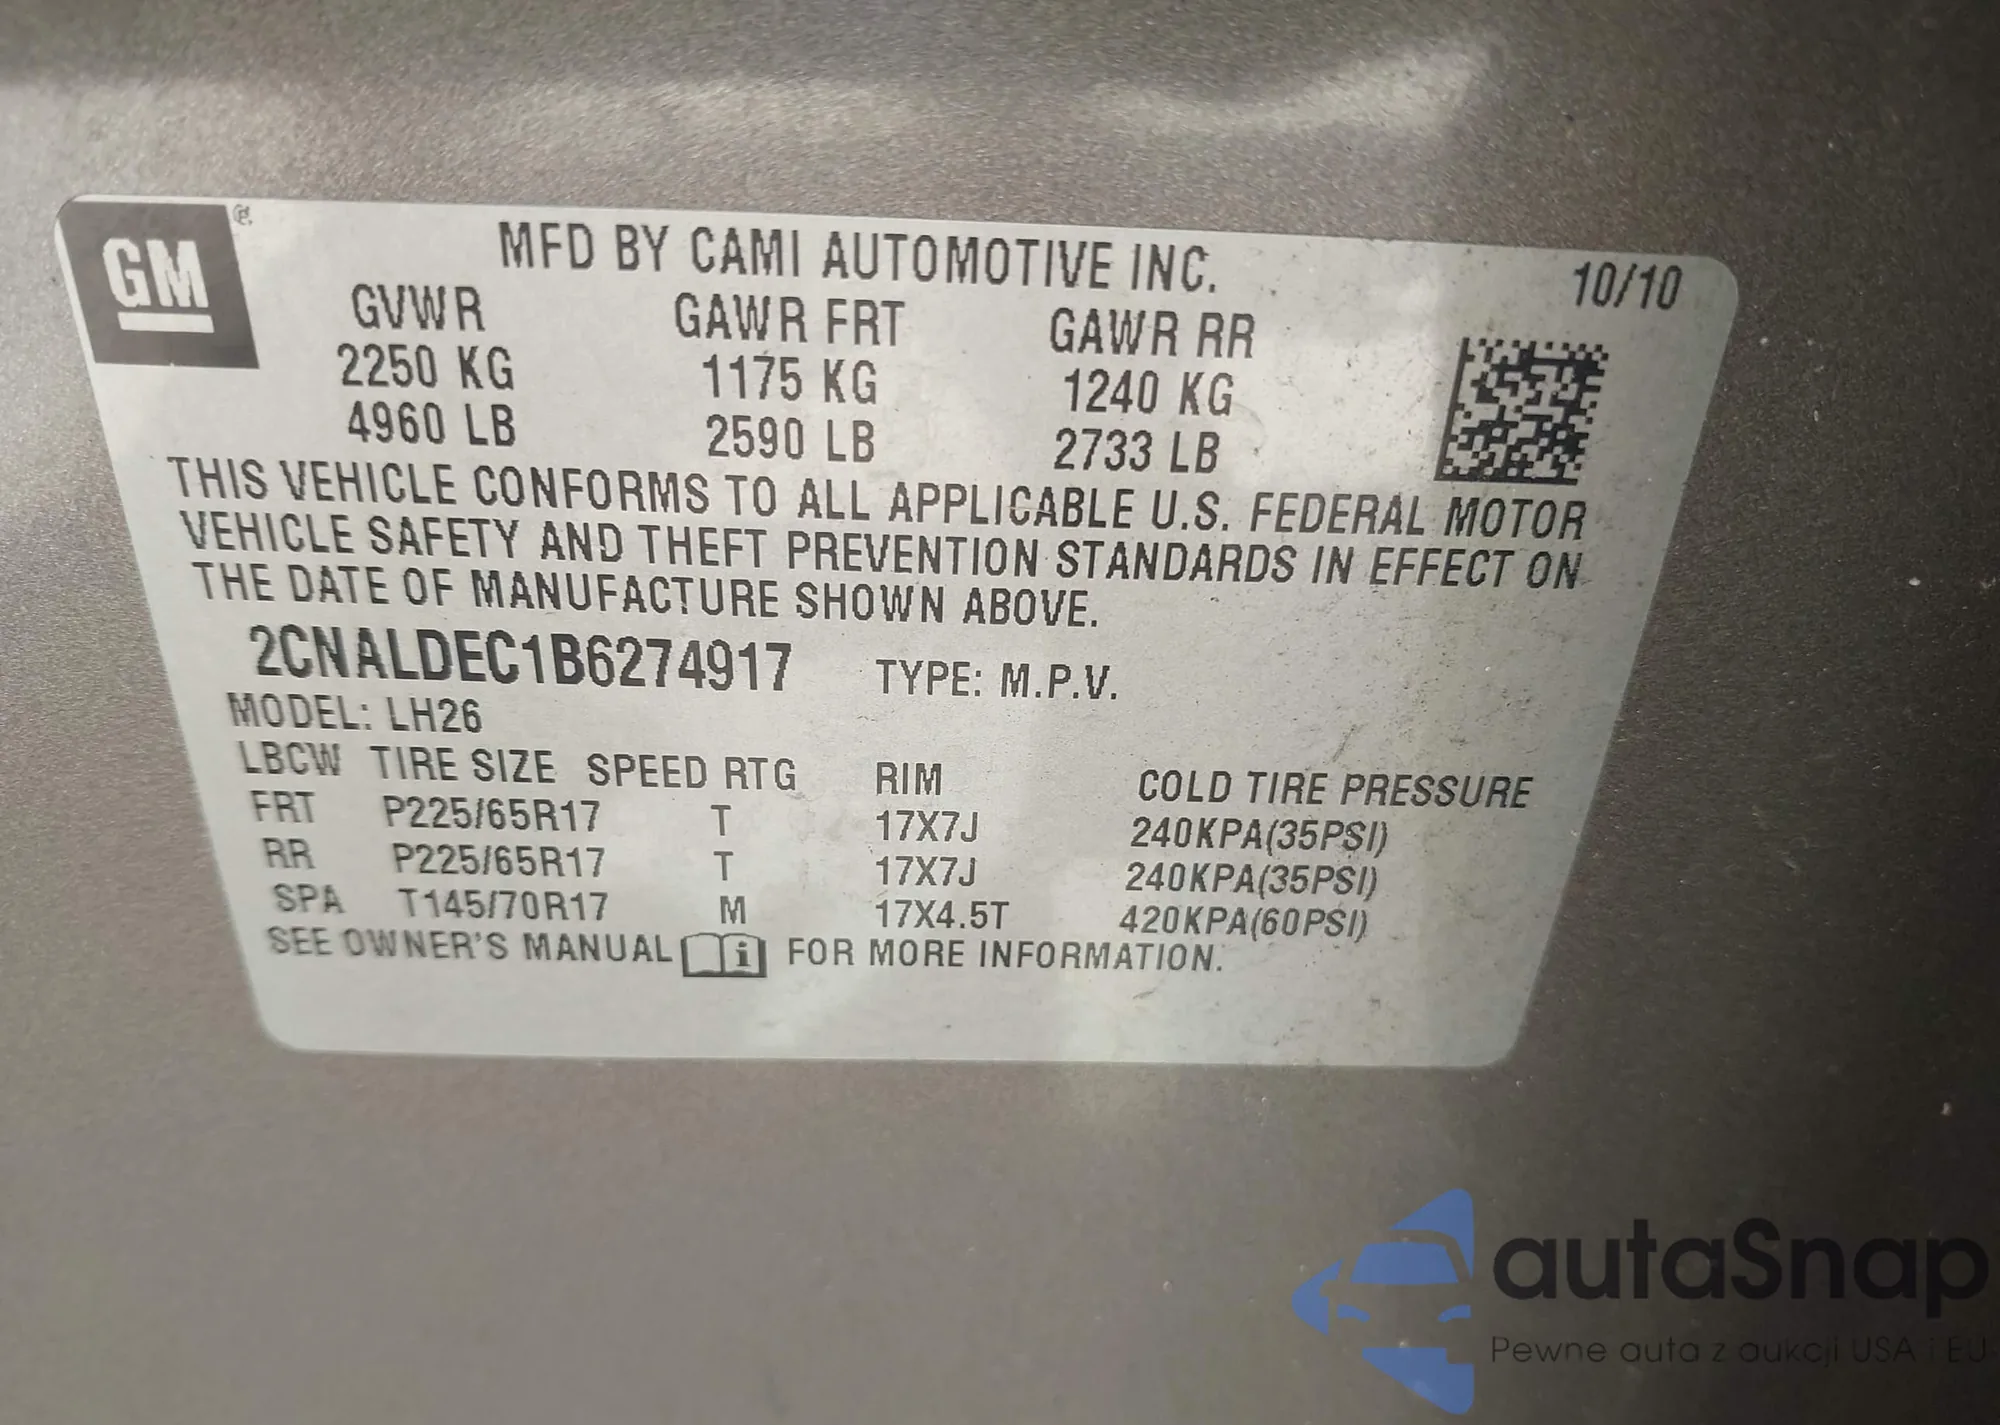 GM
MFD BY CAMI AUTOMOTIVE INC. 10/10
GVWR GAWR FRT GAWR RR
2250 KG 1175 KG 1240 KG
4960 LB 2590 LB 2733 LB
THIS VEHICLE CONFORMS TO ALL APPLICABLE U.S. FEDERAL MOTOR
VEHICLE SAFETY AND THEFT PREVENTION STANDARDS IN EFFECT ON
THE DATE OF MANUFACTURE SHOWN ABOVE.
2CNALDEC1B6274917 TYPE: M.P.V.
MODEL: LH26
LBCW TIRE SIZE SPEED RTG RIM COLD TIRE PRESSURE
FRT P225/65R17 T 17X7J 240KPA(35PSI)
RR P225/65R17 T 17X7J 240KPA(35PSI)
SPA T145/70R17 M 17X4.5T 420KPA(60PSI)
SEE OWNER'S MANUAL i FOR MORE INFORMATION.
autaSnap
Pewne auta z aukcji USA i EU